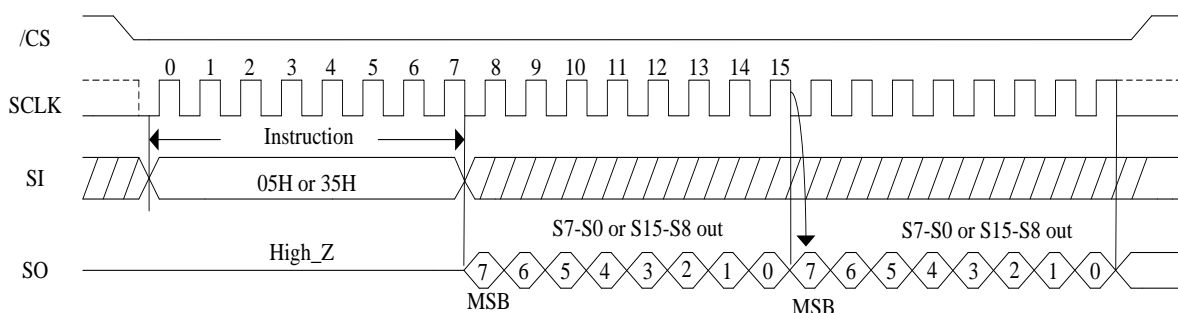 /CS
0 1 2 3 4 5 6 7 8 9 10 11 12 13 14 15
SCLK
Instruction
SI
05H or 35H
S7-S0 or S15-S8 out
S7-S0 or S15-S8 out
High_Z
SO
7 6 5 4 3 2 1 0 7 6 5 4 3 2 1 0
MSB
MSB